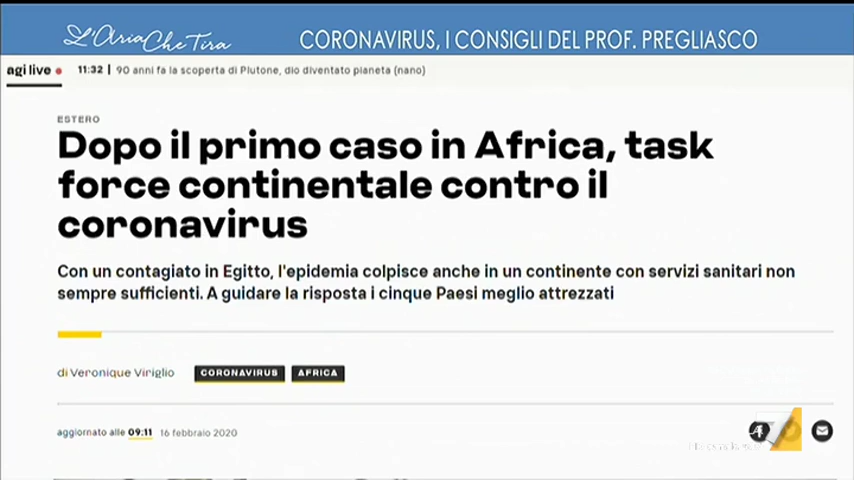 L'Aria Che Tira
CORONAVIRUS, I CONSIGLI DEL PROF. PREGLIASCO
agi live 11:32 | 90 anni fa la scoperta di Plutone, dio diventato pianeta (nano)
ESTERO
Dopo il primo caso in Africa, task
force continentale contro il
coronavirus
Con un contagiato in Egitto, l'epidemia colpisce anche in un continente con servizi sanitari non
sempre sufficienti. A guidare la risposta i cinque Paesi meglio attrezzati
di Veronique Viriglio CORONAVIRUS AFRICA
aggiornato alle 09:11 16 febbraio 2020
7